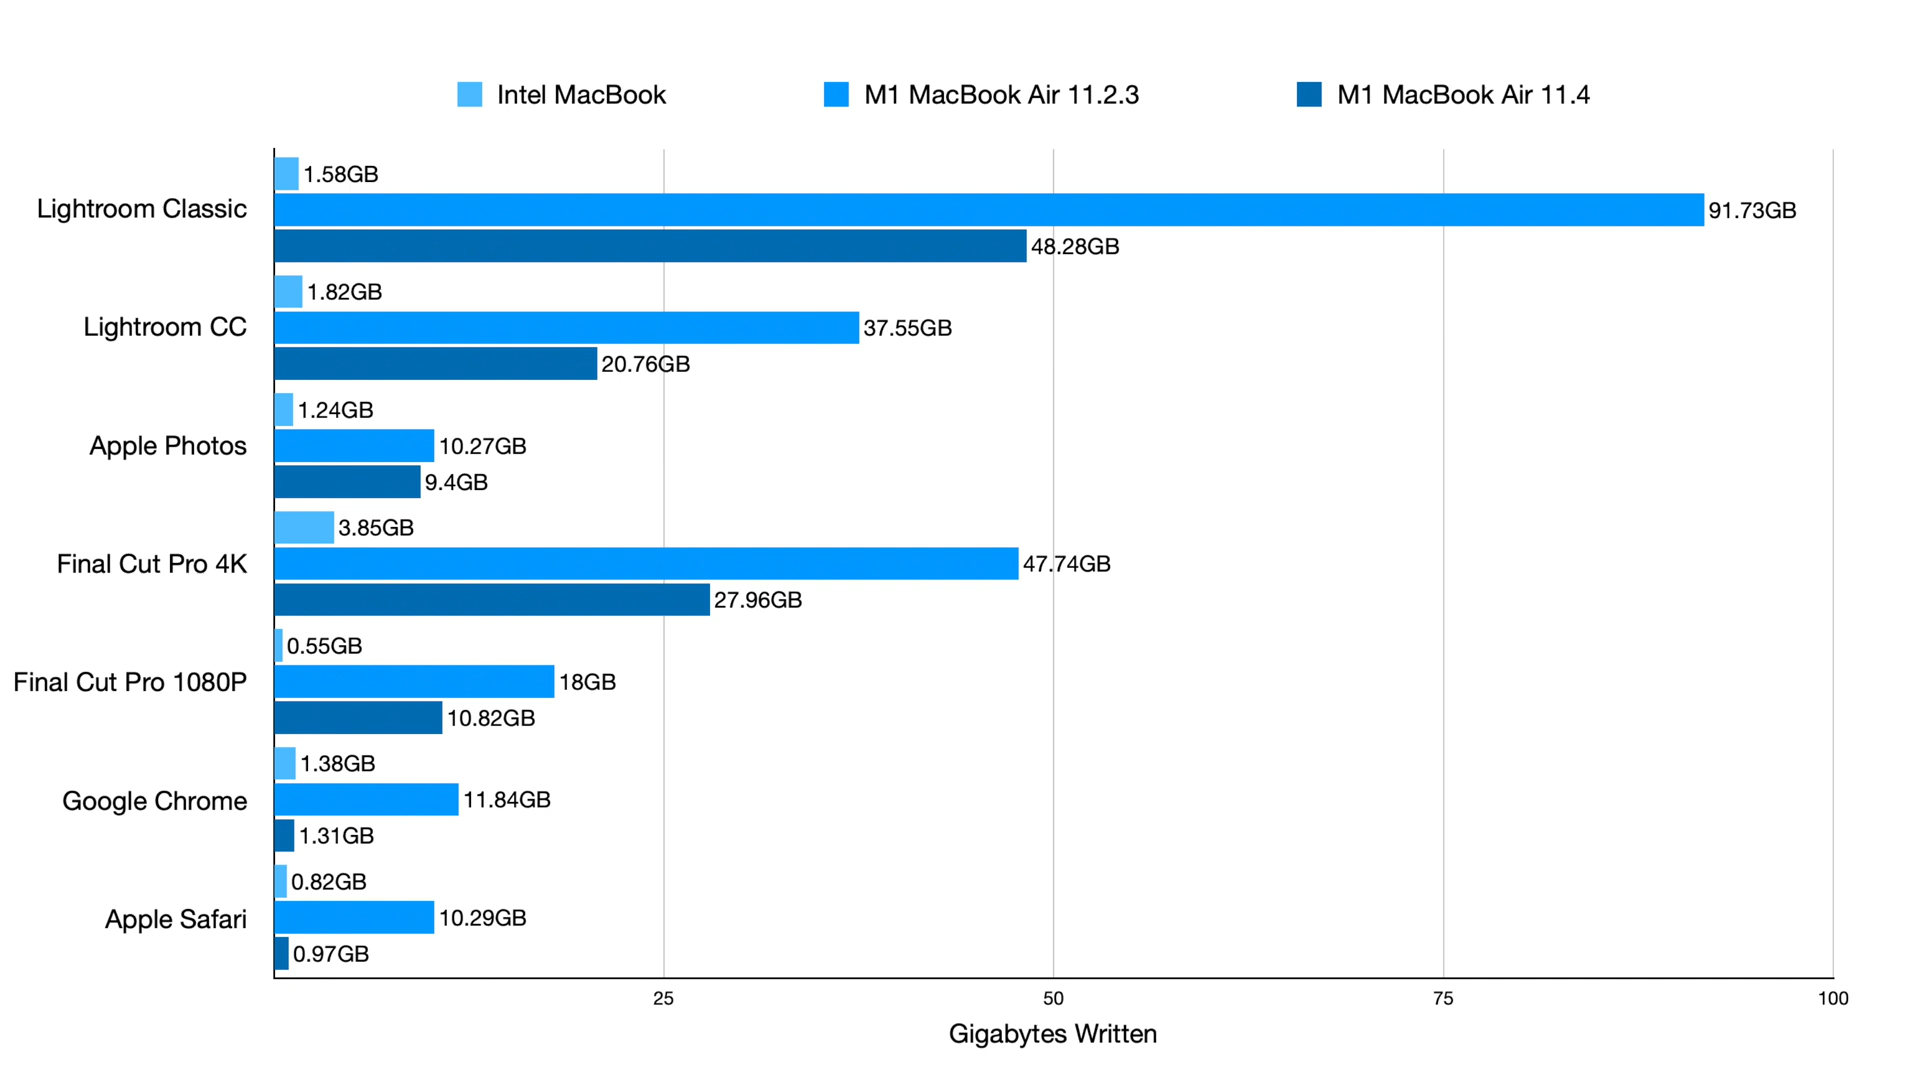 Intel MacBook M1 MacBook Air 11.2.3 M1 MacBook Air 11.4
1.58GB
Lightroom Classic 91.73GB
48.28GB
1.82GB
Lightroom CC 37.55GB
20.76GB
1.24GB
Apple Photos 10.27GB
9.4GB
3.85GB
Final Cut Pro 4K 47.74GB
27.96GB
0.55GB
Final Cut Pro 1080P 18GB
10.82GB
1.38GB
Google Chrome 11.84GB
1.31GB
0.82GB
Apple Safari 10.29GB
0.97GB
25 50 75 100
Gigabytes Written